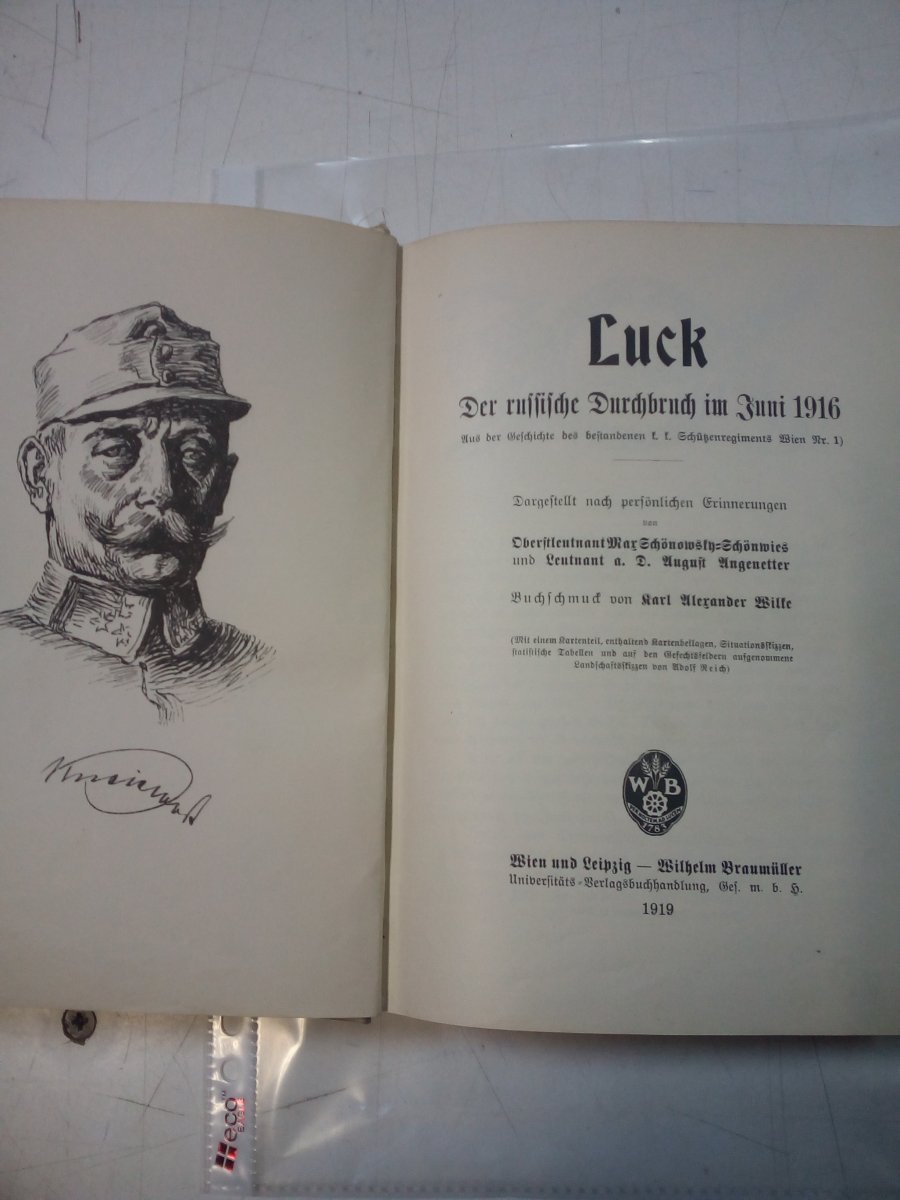 Luck
Der russische Durchbruch im Juni 1916
Aus der Geschichte des bestandenen k. k. Schützenregiments Wien Nr. 1)
Dargestellt nach persönlichen Erinnerungen
von
Oberstleutnant Max Schönowsky-Schönwies
und Leutnant a. D. August Angenetter
Buchschmuck von Karl Alexander Wilke
(Mit einem Kartenteil, enthaltend Kartenbeilagen, Situationsskizzen,
statistische Tabellen und auf den Gefechtsfeldern aufgenommene
Landschaftsskizzen von Adolf Reich)
W B
1783
Wien und Leipzig — Wilhelm Braumüller
Universitäts-Verlagsbuchhandlung, Ges. m. b. H.
1919
eco
EAGLE